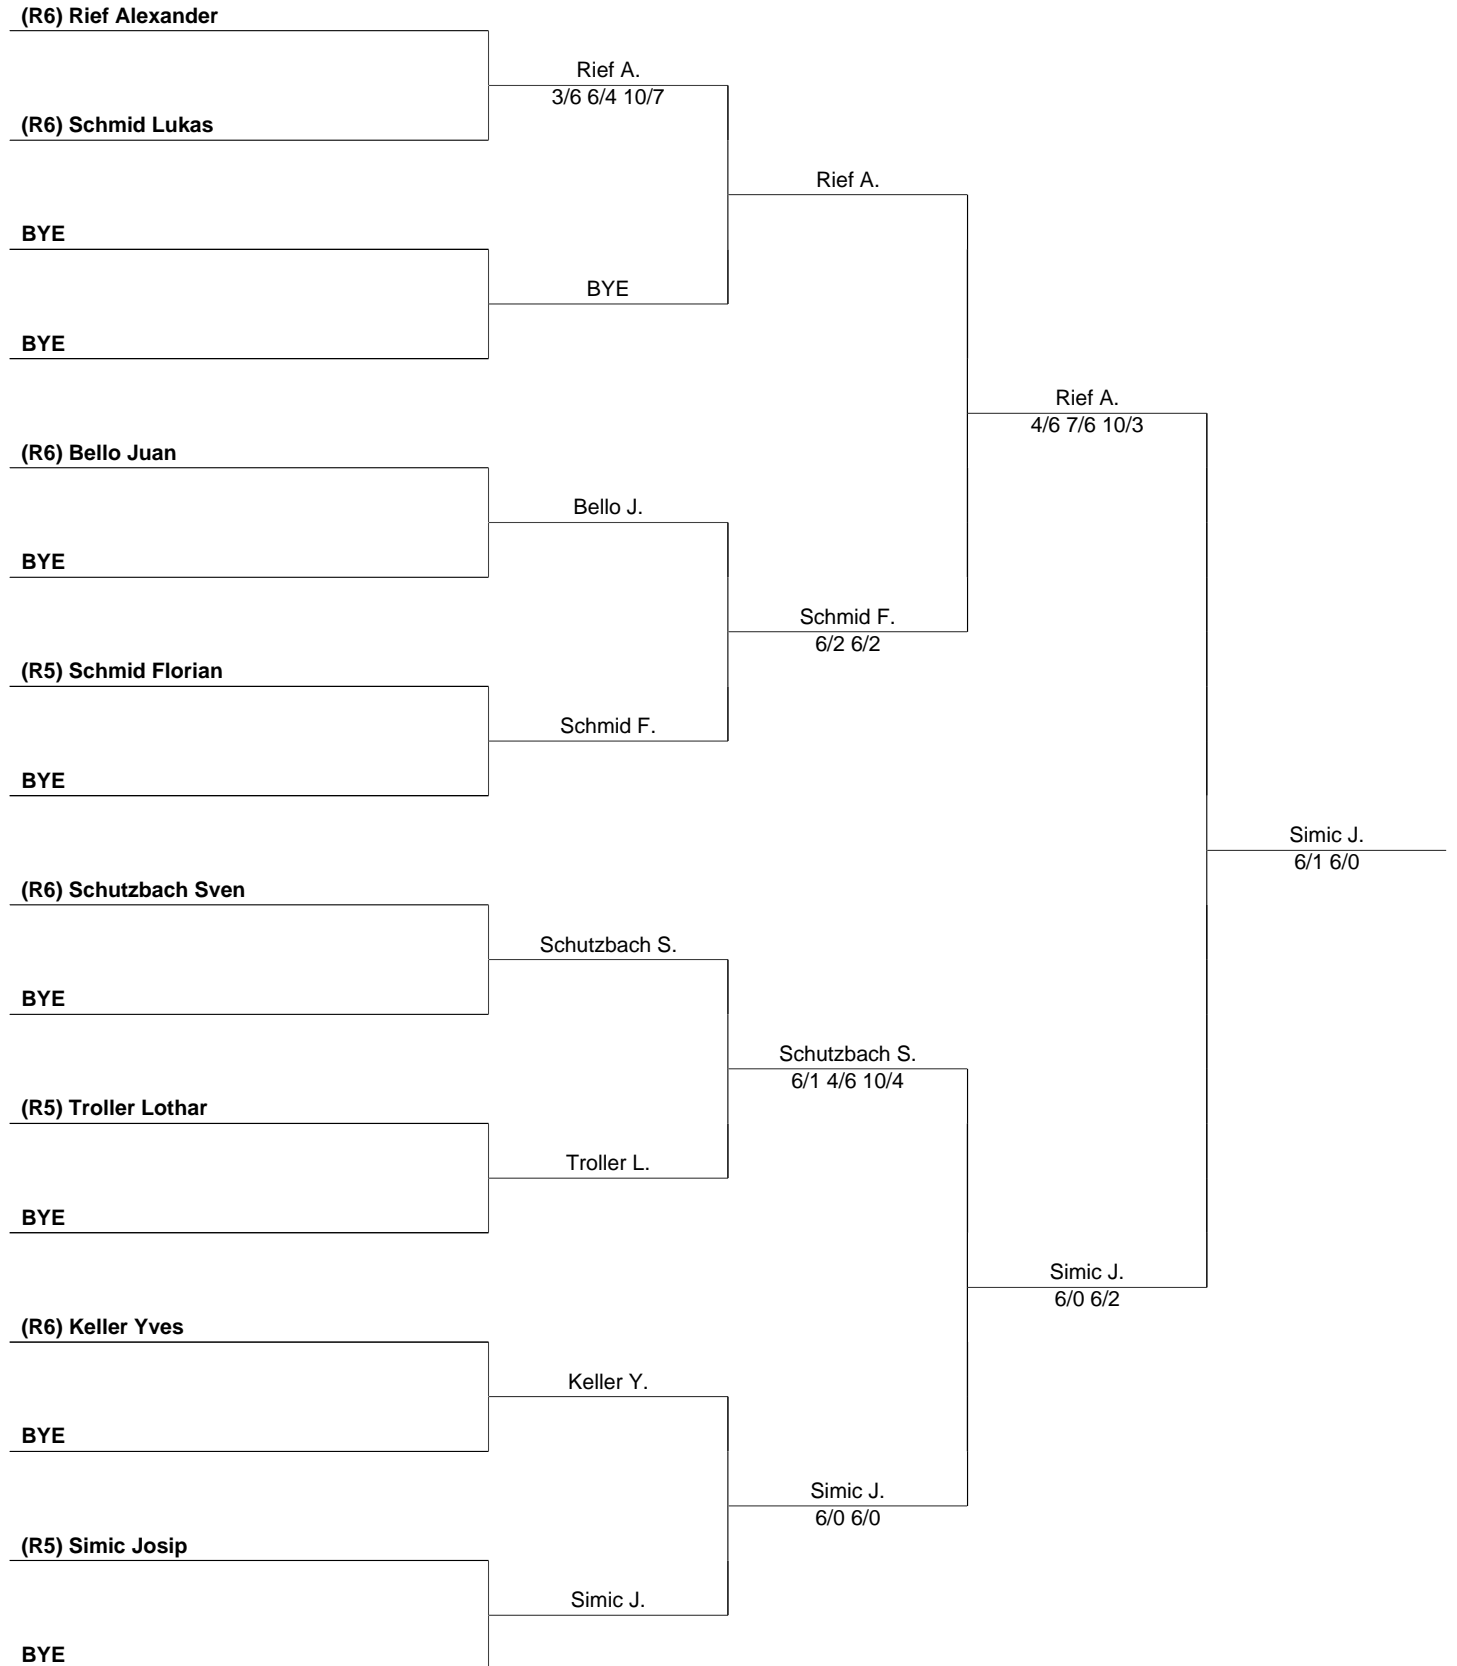 (R6) Rief Alexander
Rief A.
3/6 6/4 10/7
(R6) Schmid Lukas
Rief A.
BYE
BYE
BYE
Rief A.
4/6 7/6 10/3
(R6) Bello Juan
Bello J.
BYE
Schmid F.
6/2 6/2
(R5) Schmid Florian
Schmid F.
BYE
Simic J.
6/1 6/0
(R6) Schutzbach Sven
Schutzbach S.
BYE
Schutzbach S.
6/1 4/6 10/4
(R5) Troller Lothar
Troller L.
BYE
Simic J.
6/0 6/2
(R6) Keller Yves
Keller Y.
BYE
Simic J.
6/0 6/0
(R5) Simic Josip
Simic J.
BYE